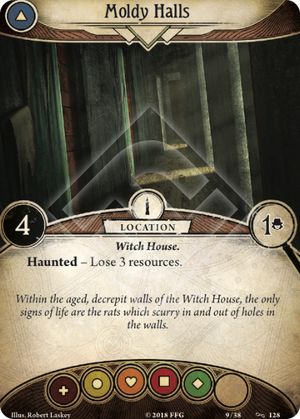 Moldy Halls
4
LOCATION
1
Witch House.
Haunted – Lose 3 resources.
Within the aged, decrepit walls of the Witch House, the only
signs of life are the rats which scurry in and out of holes in
the walls.
Illus. Robert Laskey
© 2018 FFG
9/38
128